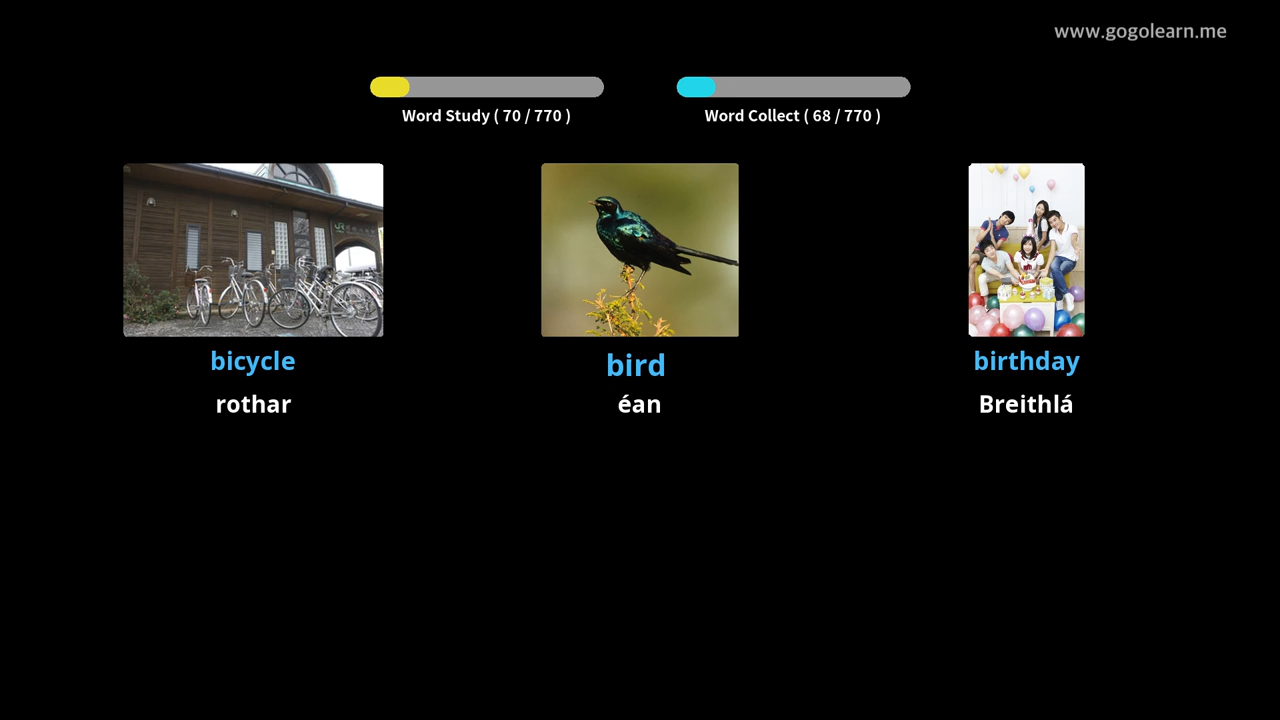 www.gogolearn.me
Word Study ( 70 / 770 )
Word Collect ( 68 / 770 )
bicycle
bird
birthday
rothar
éan
Breithlá